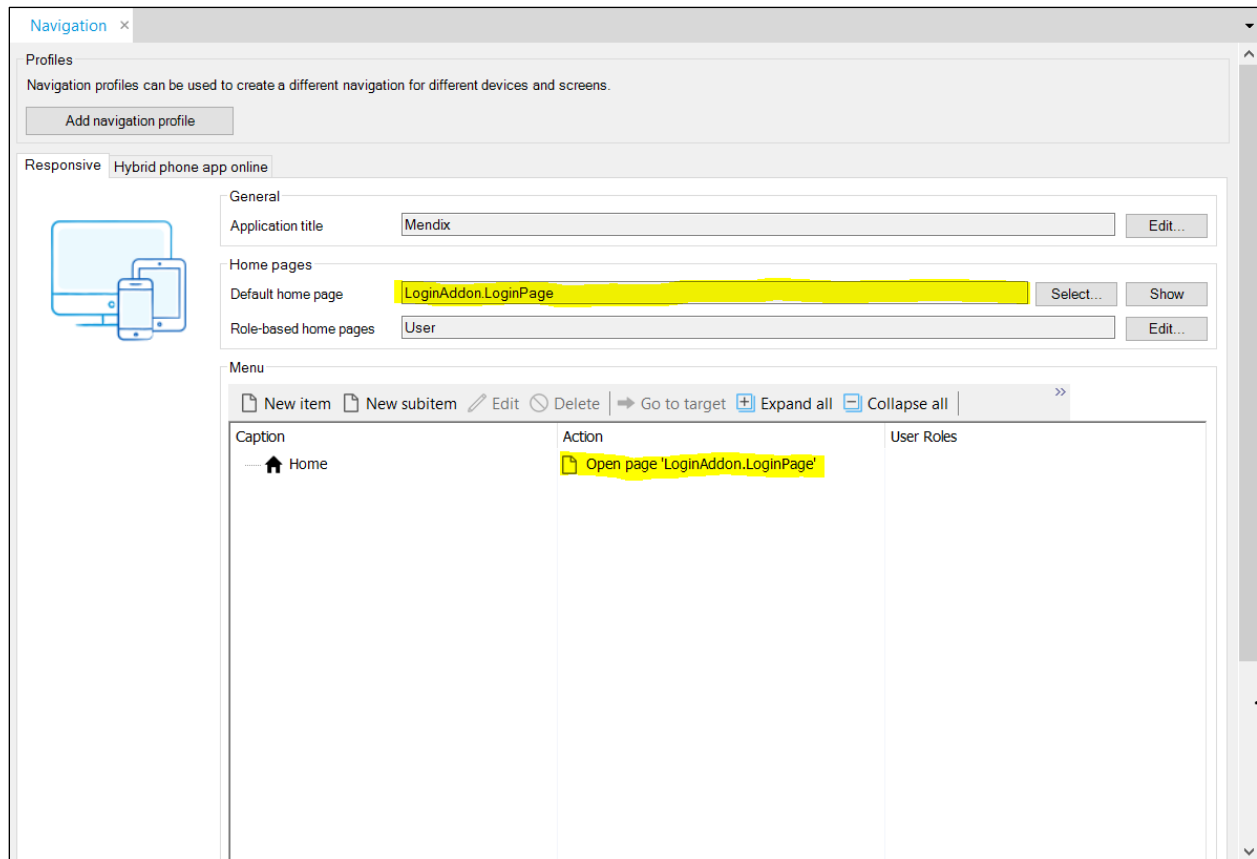 Navigation ×
Profiles
Navigation profiles can be used to create a different navigation for different devices and screens.
Add navigation profile
Responsive Hybrid phone app online
General
Application title Mendix Edit...
Home pages
Default home page LoginAddon.LoginPage Select... Show
Role-based home pages User Edit...
Menu
New item New subitem Edit Delete Go to target Expand all Collapse all »
Caption Action User Roles
Home Open page 'LoginAddon.LoginPage'